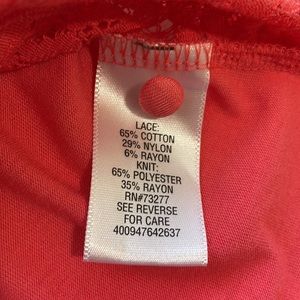 LACE:
65% COTTON
29% NYLON
6% RAYON
KNIT:
65% POLYESTER
35% RAYON
RN#73277
SEE REVERSE
FOR CARE
400947642637